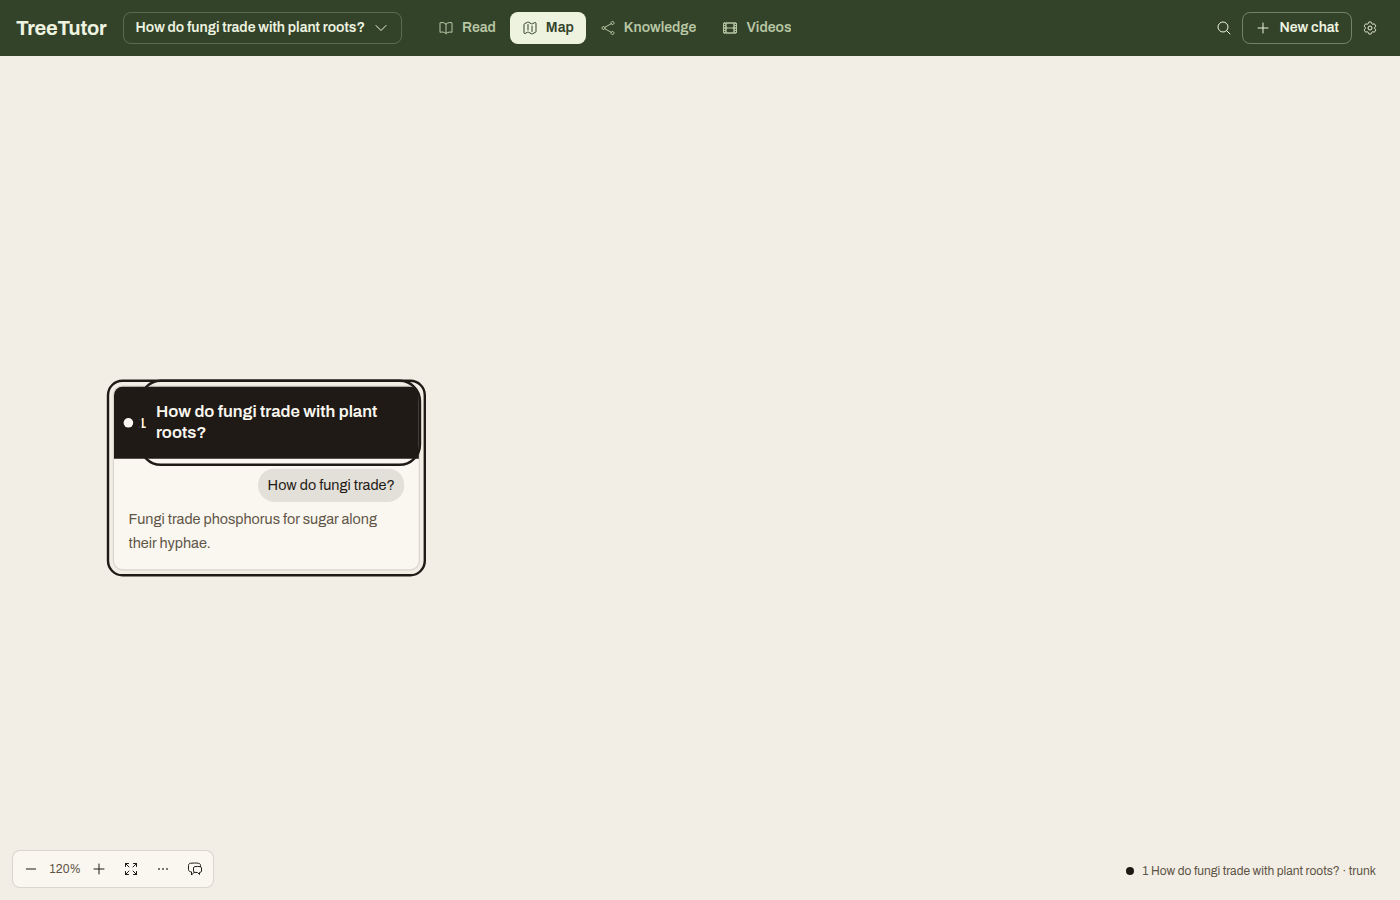 TreeTutor
How do fungi trade with plant roots?
Read
Map
Knowledge
Videos
New chat
1
How do fungi trade with plant
roots?
How do fungi trade?
Fungi trade phosphorus for sugar along
their hyphae.
120%
1 How do fungi trade with plant roots? · trunk